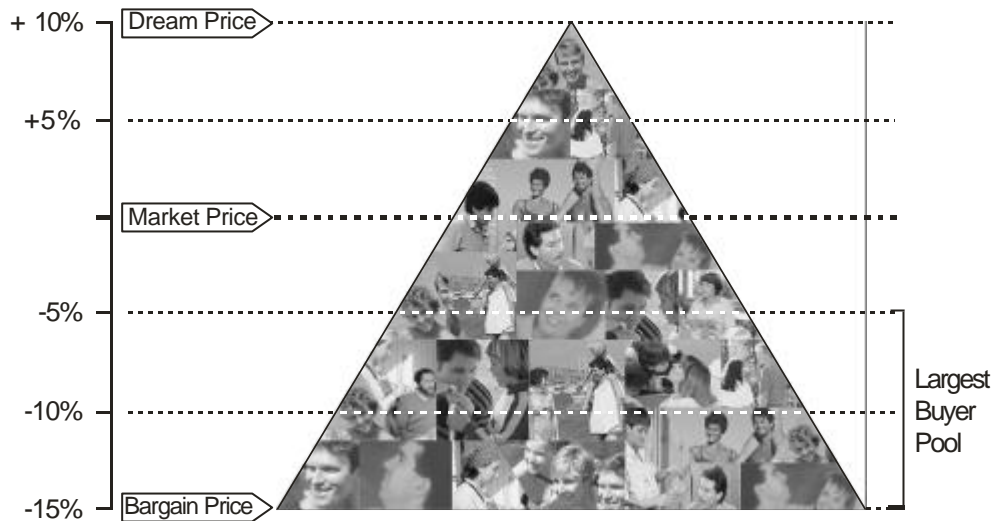 + 10% Dream Price
+5%
Market Price
-5%
Largest
Buyer
Pool
-10%
-15% Bargain Price